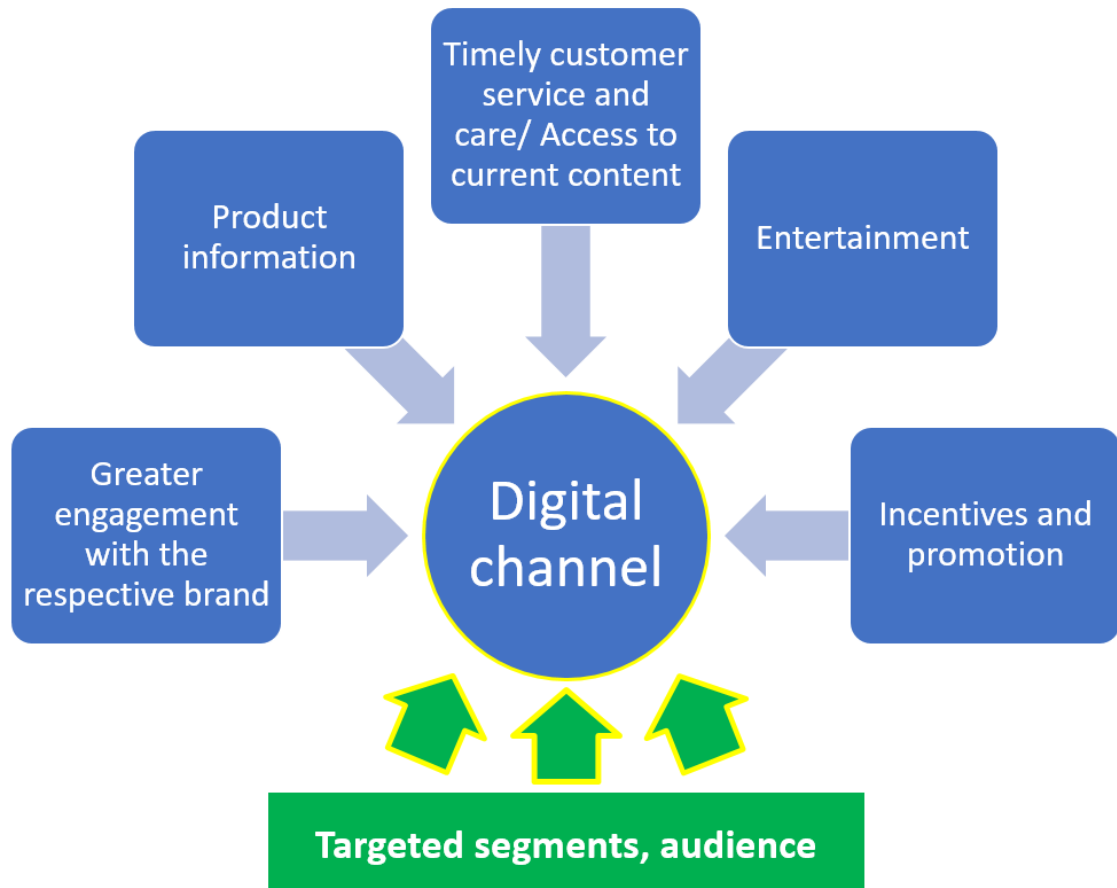 Timely customer
service and
care/ Access to
current content
Product
information
Entertainment
Greater
engagement
with the
respective brand
Digital
channel
Incentives and
promotion
Targeted segments, audience